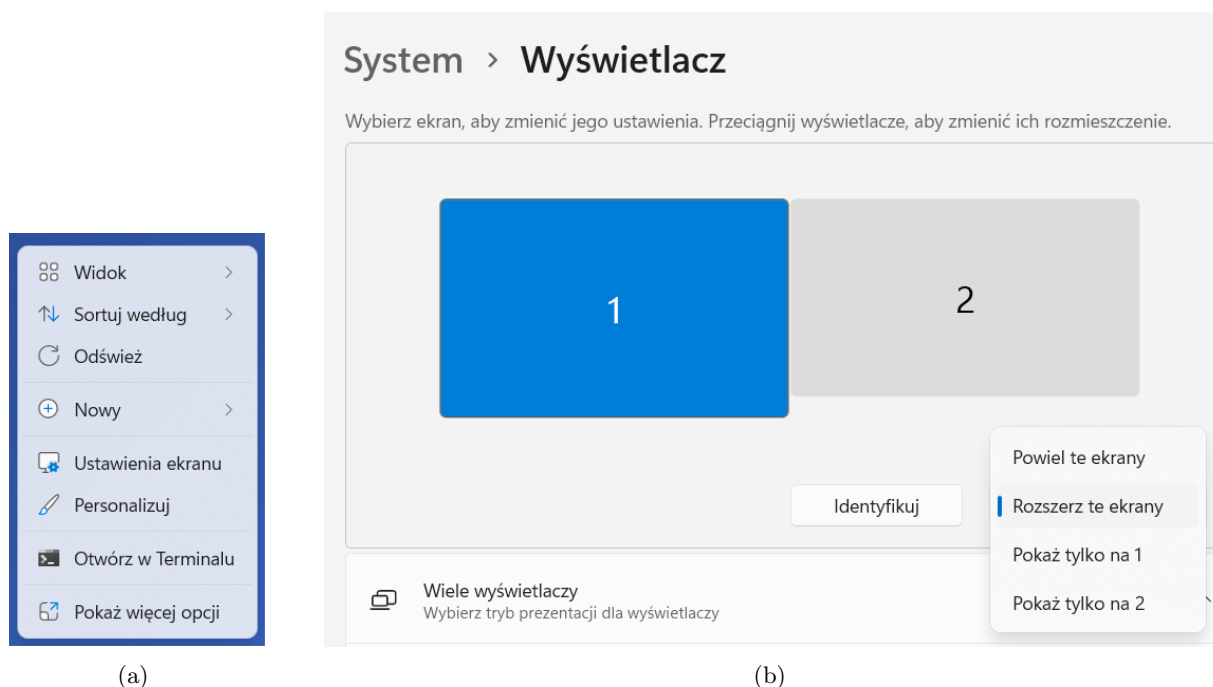 Widok
Sortuj według
Odśwież
Nowy
Ustawienia ekranu
Personalizuj
Otwórz w Terminalu
Pokaż więcej opcji
(a)
System > Wyświetlacz
Wybierz ekran, aby zmienić jego ustawienia. Przeciągnij wyświetlacze, aby zmienić ich rozmieszczenie.
1
2
Identyfikuj
Powiel te ekrany
Rozszerz te ekrany
Pokaż tylko na 1
Pokaż tylko na 2
Wiele wyświetlaczy
Wybierz tryb prezentacji dla wyświetlaczy
(b)